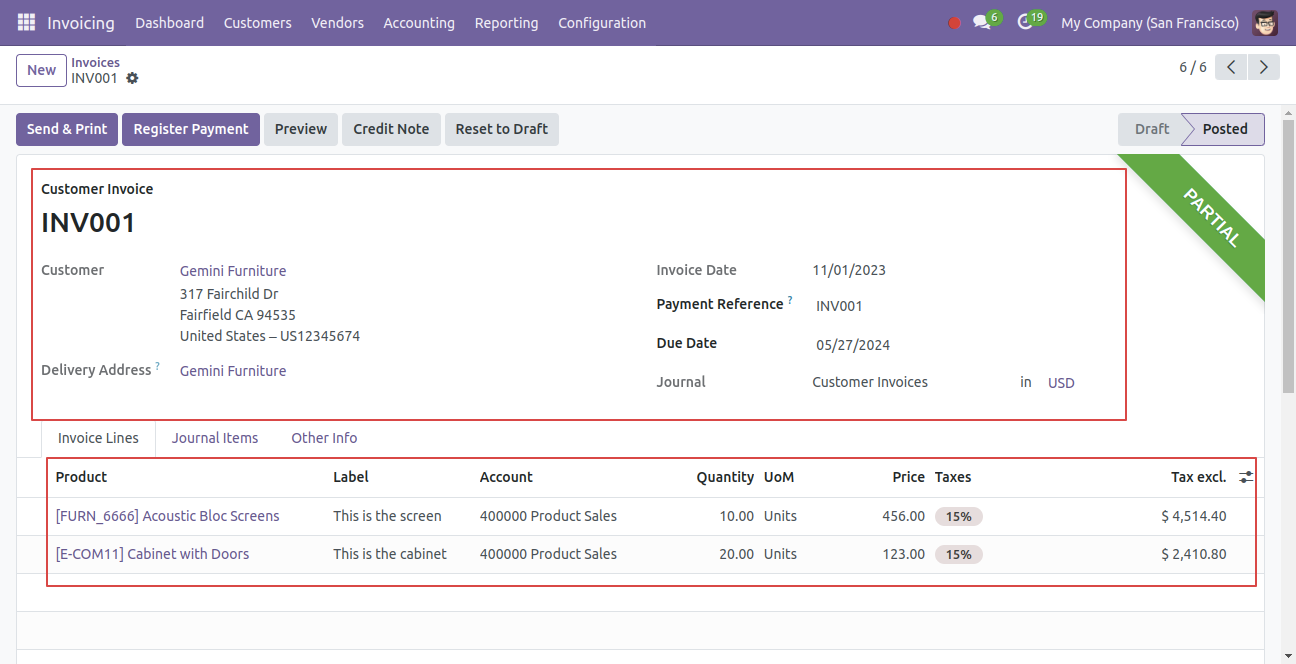 Invoicing Dashboard Customers Vendors Accounting Reporting Configuration 6 19 My Company (San Francisco)
New Invoices
INV001
6 / 6
Send & Print Register Payment Preview Credit Note Reset to Draft Draft Posted
PARTIAL
Customer Invoice
INV001
Customer Gemini Furniture Invoice Date 11/01/2023
317 Fairchild Dr
Fairfield CA 94535 Payment Reference ? INV001
United States – US12345674 Due Date 05/27/2024
Delivery Address ? Gemini Furniture Journal Customer Invoices in USD
Invoice Lines Journal Items Other Info
Product Label Account Quantity UoM Price Taxes Tax excl.
[FURN_6666] Acoustic Bloc Screens This is the screen 400000 Product Sales 10.00 Units 456.00 15% $ 4,514.40
[E-COM11] Cabinet with Doors This is the cabinet 400000 Product Sales 20.00 Units 123.00 15% $ 2,410.80